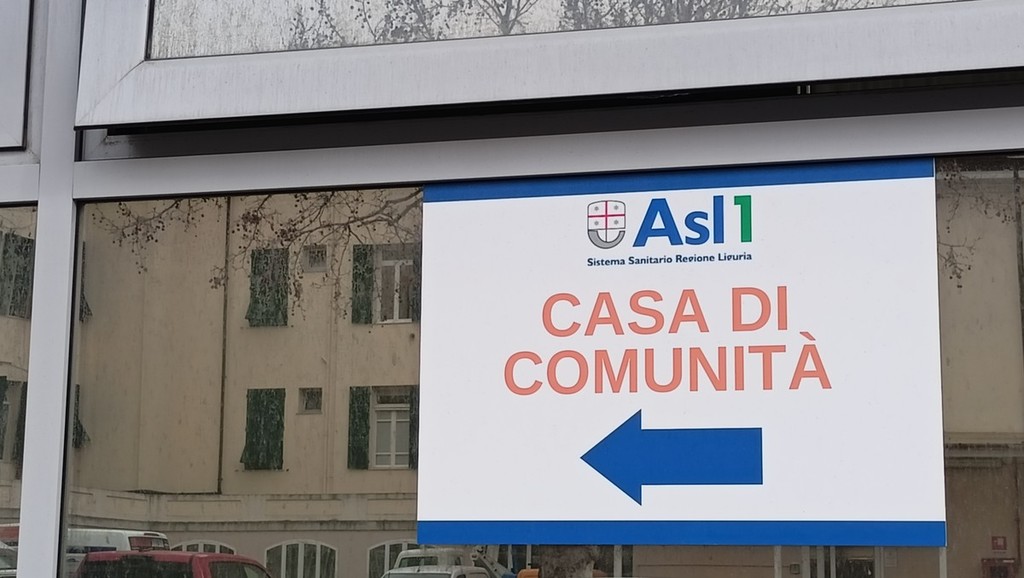 Asl1
Sistema Sanitario Regione Liguria
CASA DI
COMUNITÀ